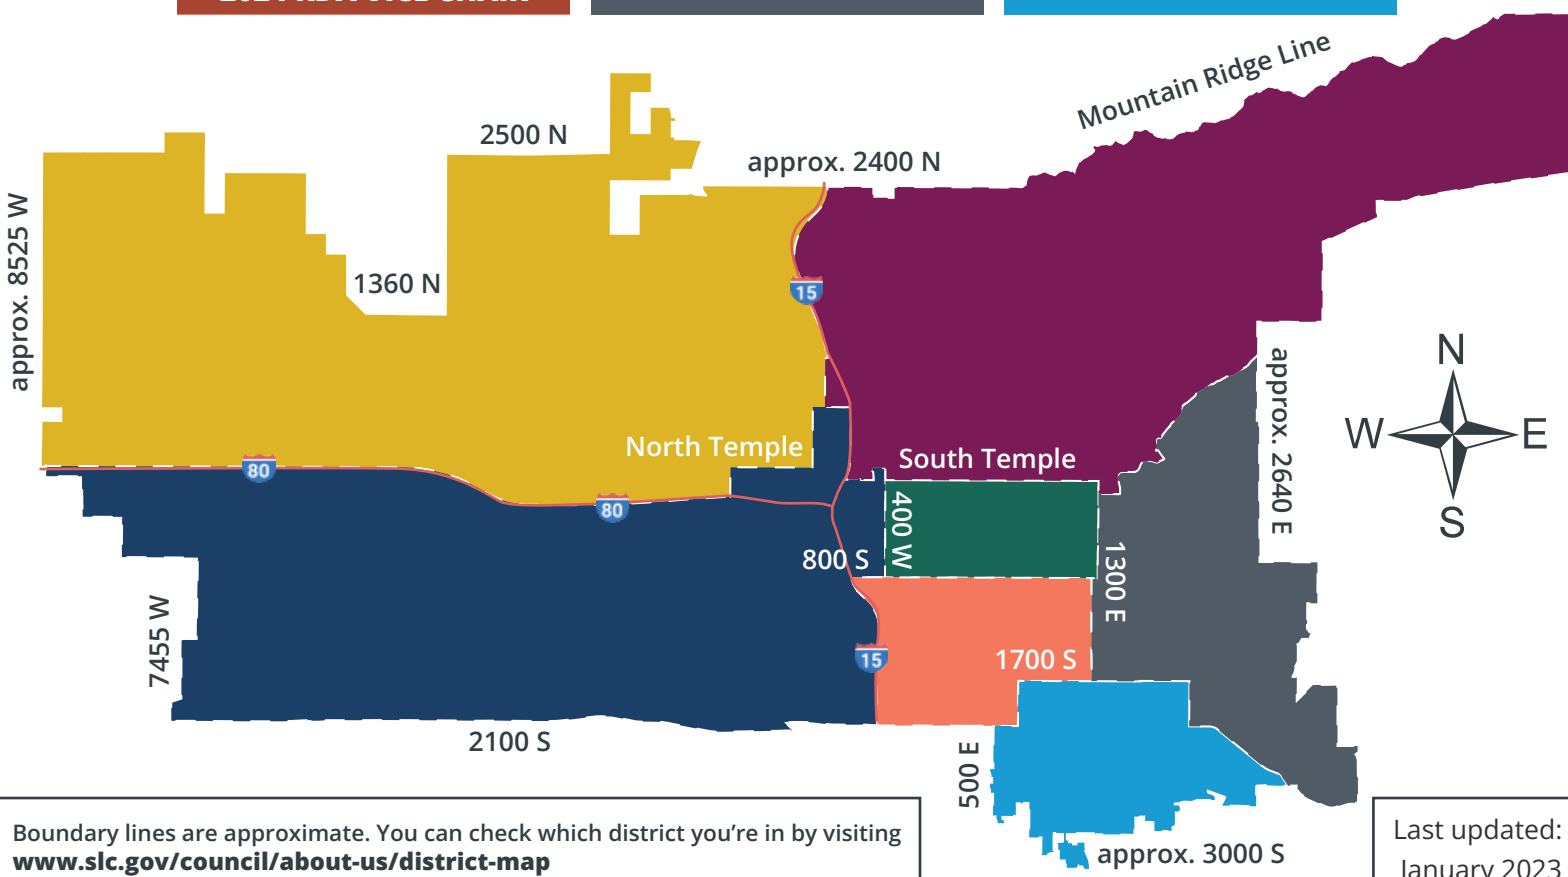 Mountain Ridge Line
2500 N
approx. 2400 N
approx. 8525 W
1360 N
15
N
W
E
S
approx. 2640 E
North Temple
South Temple
80
80
400 W
800 S
1300 E
7455 W
15
1700 S
2100 S
500 E
approx. 3000 S
Boundary lines are approximate. You can check which district you’re in by visiting
www.slc.gov/council/about-us/district-map
Last updated:
January 2023